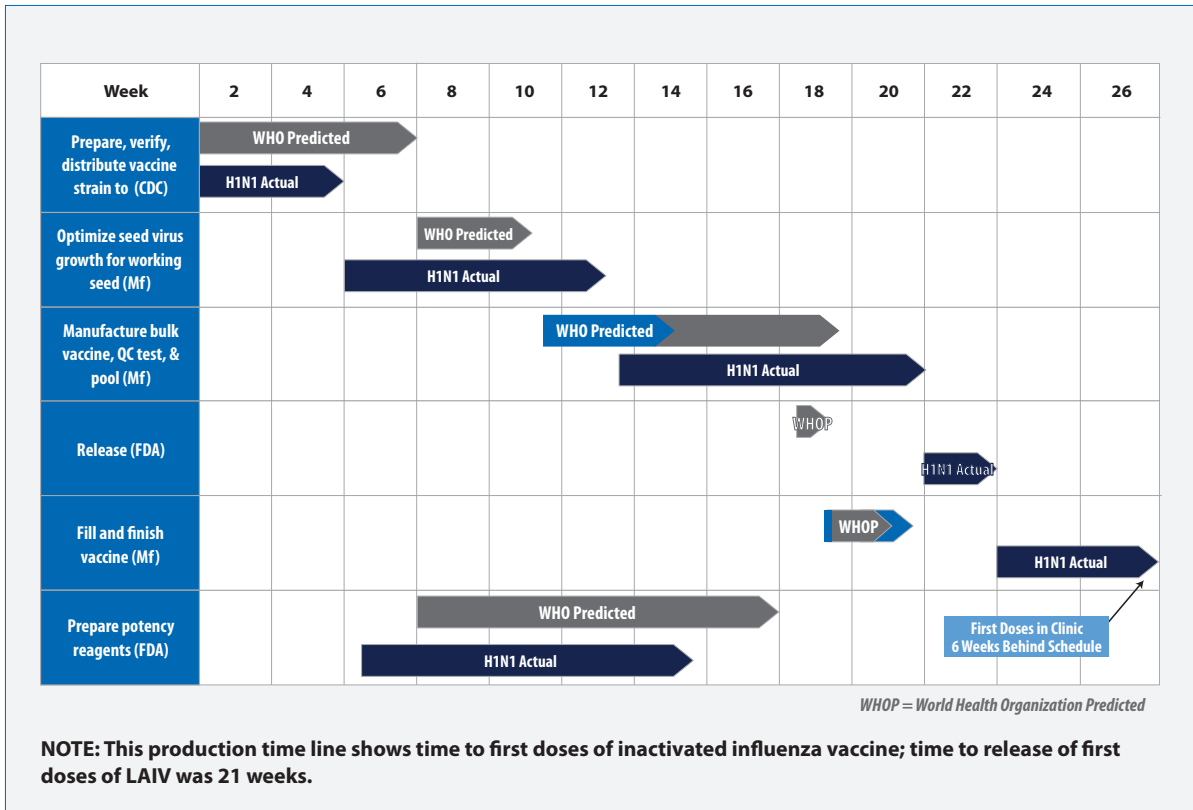 Week 2 4 6 8 10 12 14 16 18 20 22 24 26
Prepare, verify,
distribute vaccine
strain to (CDC)
WHO Predicted
H1N1 Actual
Optimize seed virus
growth for working
seed (Mf)
WHO Predicted
H1N1 Actual
Manufacture bulk
vaccine, QC test, &
pool (Mf)
WHO Predicted
H1N1 Actual
Release (FDA)
WHOP
H1N1 Actual
Fill and finish
vaccine (Mf)
WHOP
H1N1 Actual
Prepare potency
reagents (FDA)
WHO Predicted
H1N1 Actual
First Doses in Clinic
6 Weeks Behind Schedule
WHOP = World Health Organization Predicted
NOTE: This production time line shows time to first doses of inactivated influenza vaccine; time to release of first
doses of LAIV was 21 weeks.